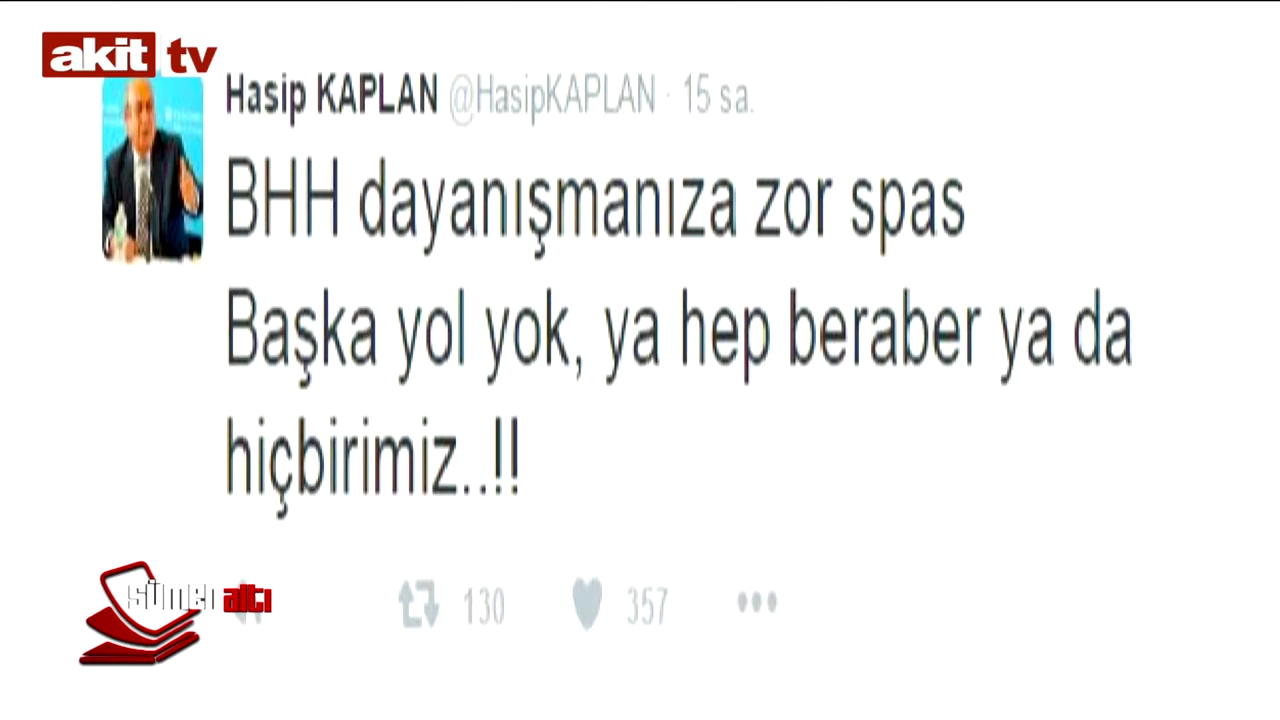 akit tv
Hasip KAPLAN @HasipKAPLAN · 15 sa.
BHH dayanışmanıza zor spas
Başka yol yok, ya hep beraber ya da
hiçbirimiz..!!
SÜMEN altı
130 357